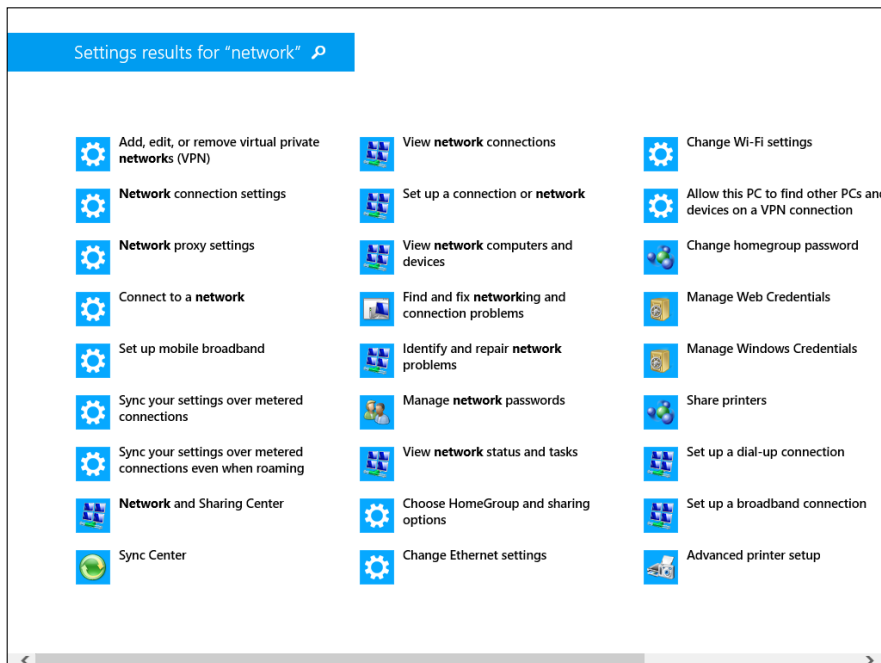 Settings results for “network”
Add, edit, or remove virtual private
networks (VPN)
Network connection settings
Network proxy settings
Connect to a network
Set up mobile broadband
Sync your settings over metered
connections
Sync your settings over metered
connections even when roaming
Network and Sharing Center
Sync Center
View network connections
Set up a connection or network
View network computers and
devices
Find and fix networking and
connection problems
Identify and repair network
problems
Manage network passwords
View network status and tasks
Choose HomeGroup and sharing
options
Change Ethernet settings
Change Wi-Fi settings
Allow this PC to find other PCs and
devices on a VPN connection
Change homegroup password
Manage Web Credentials
Manage Windows Credentials
Share printers
Set up a dial-up connection
Set up a broadband connection
Advanced printer setup